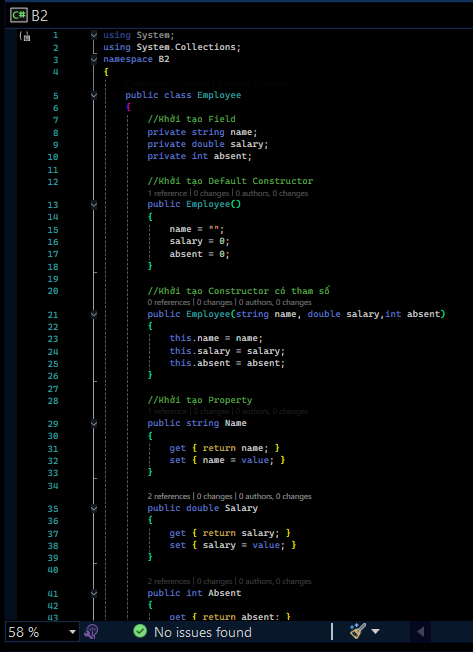 C# B2
1 using System;
2 using System.Collections;
3 namespace B2
4 {
5 public class Employee
6 {
7 //Khởi tạo Field
8 private string name;
9 private double salary;
10 private int absent;
11
12 //Khởi tạo Default Constructor
1 reference | 0 changes | 0 authors, 0 changes
13 public Employee()
14 {
15 name = "";
16 salary = 0;
17 absent = 0;
18 }
19
20 //Khởi tạo Constructor có tham số
0 references | 0 changes | 0 authors, 0 changes
21 public Employee(string name, double salary,int absent)
22 {
23 this.name = name;
24 this.salary = salary;
25 this.absent = absent;
26 }
27
28 //Khởi tạo Property
1 reference | 0 changes | 0 authors, 0 changes
29 public string Name
30 {
31 get { return name; }
32 set { name = value; }
33 }
34
2 references | 0 changes | 0 authors, 0 changes
35 public double Salary
36 {
37 get { return salary; }
38 set { salary = value; }
39 }
40
2 references | 0 changes | 0 authors, 0 changes
41 public int Absent
42 {
43 get { return absent; }
58 % No issues found